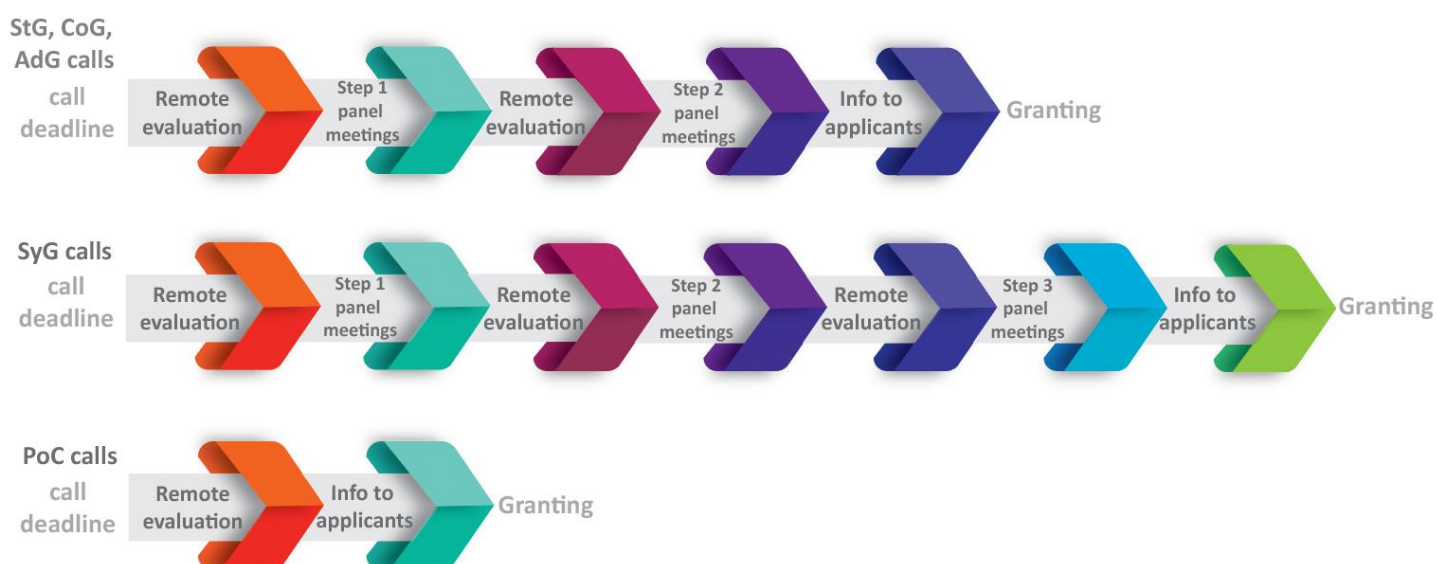 StG, CoG,
AdG calls
call
deadline
Remote
evaluation
Step 1
panel
meetings
Remote
evaluation
Step 2
panel
meetings
Info to
applicants
Granting
SyG calls
call
deadline
Remote
evaluation
Step 1
panel
meetings
Remote
evaluation
Step 2
panel
meetings
Remote
evaluation
Step 3
panel
meetings
Info to
applicants
Granting
PoC calls
call
deadline
Remote
evaluation
Info to
applicants
Granting